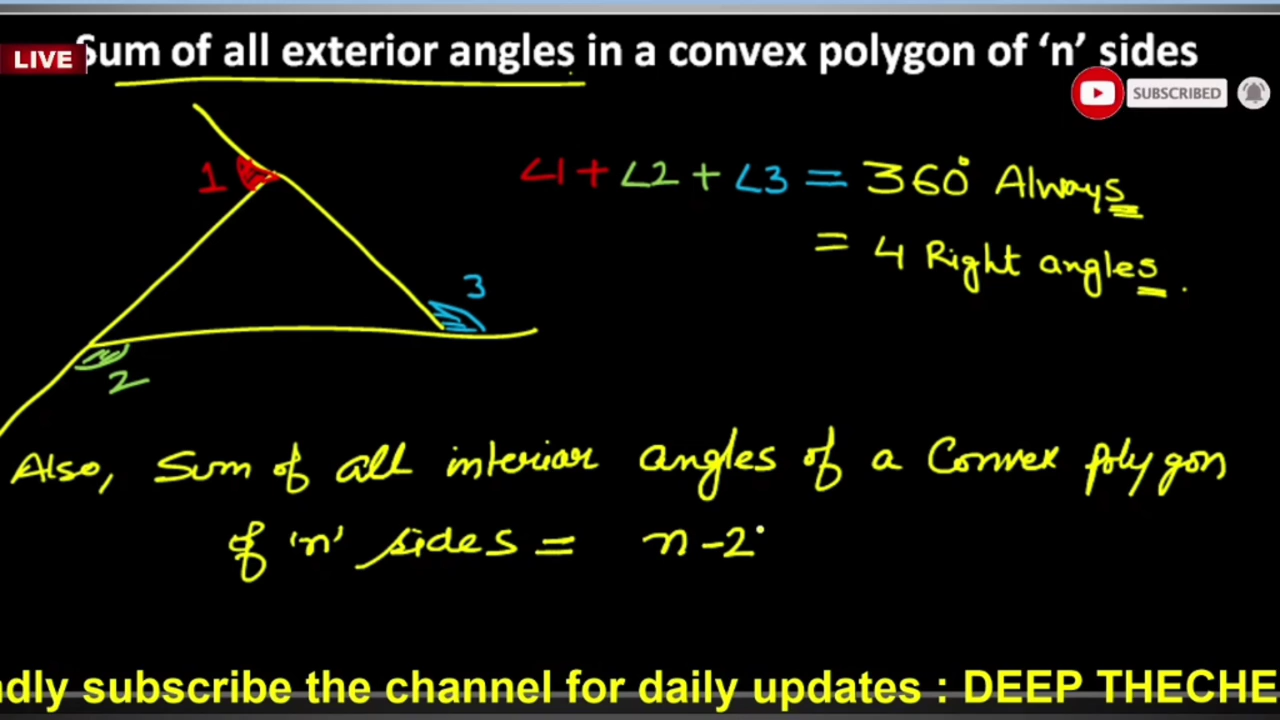 Sum of all exterior angles in a convex polygon of ‘n’ sides
LIVE
SUBSCRIBED
1
∠1 + ∠2 + ∠3 = 360° Always
= 4 Right angles.
3
2
Also, Sum of all interior angles of a Convex polygon
of 'n' sides = n-2
ndly subscribe the channel for daily updates : DEEP THECHE